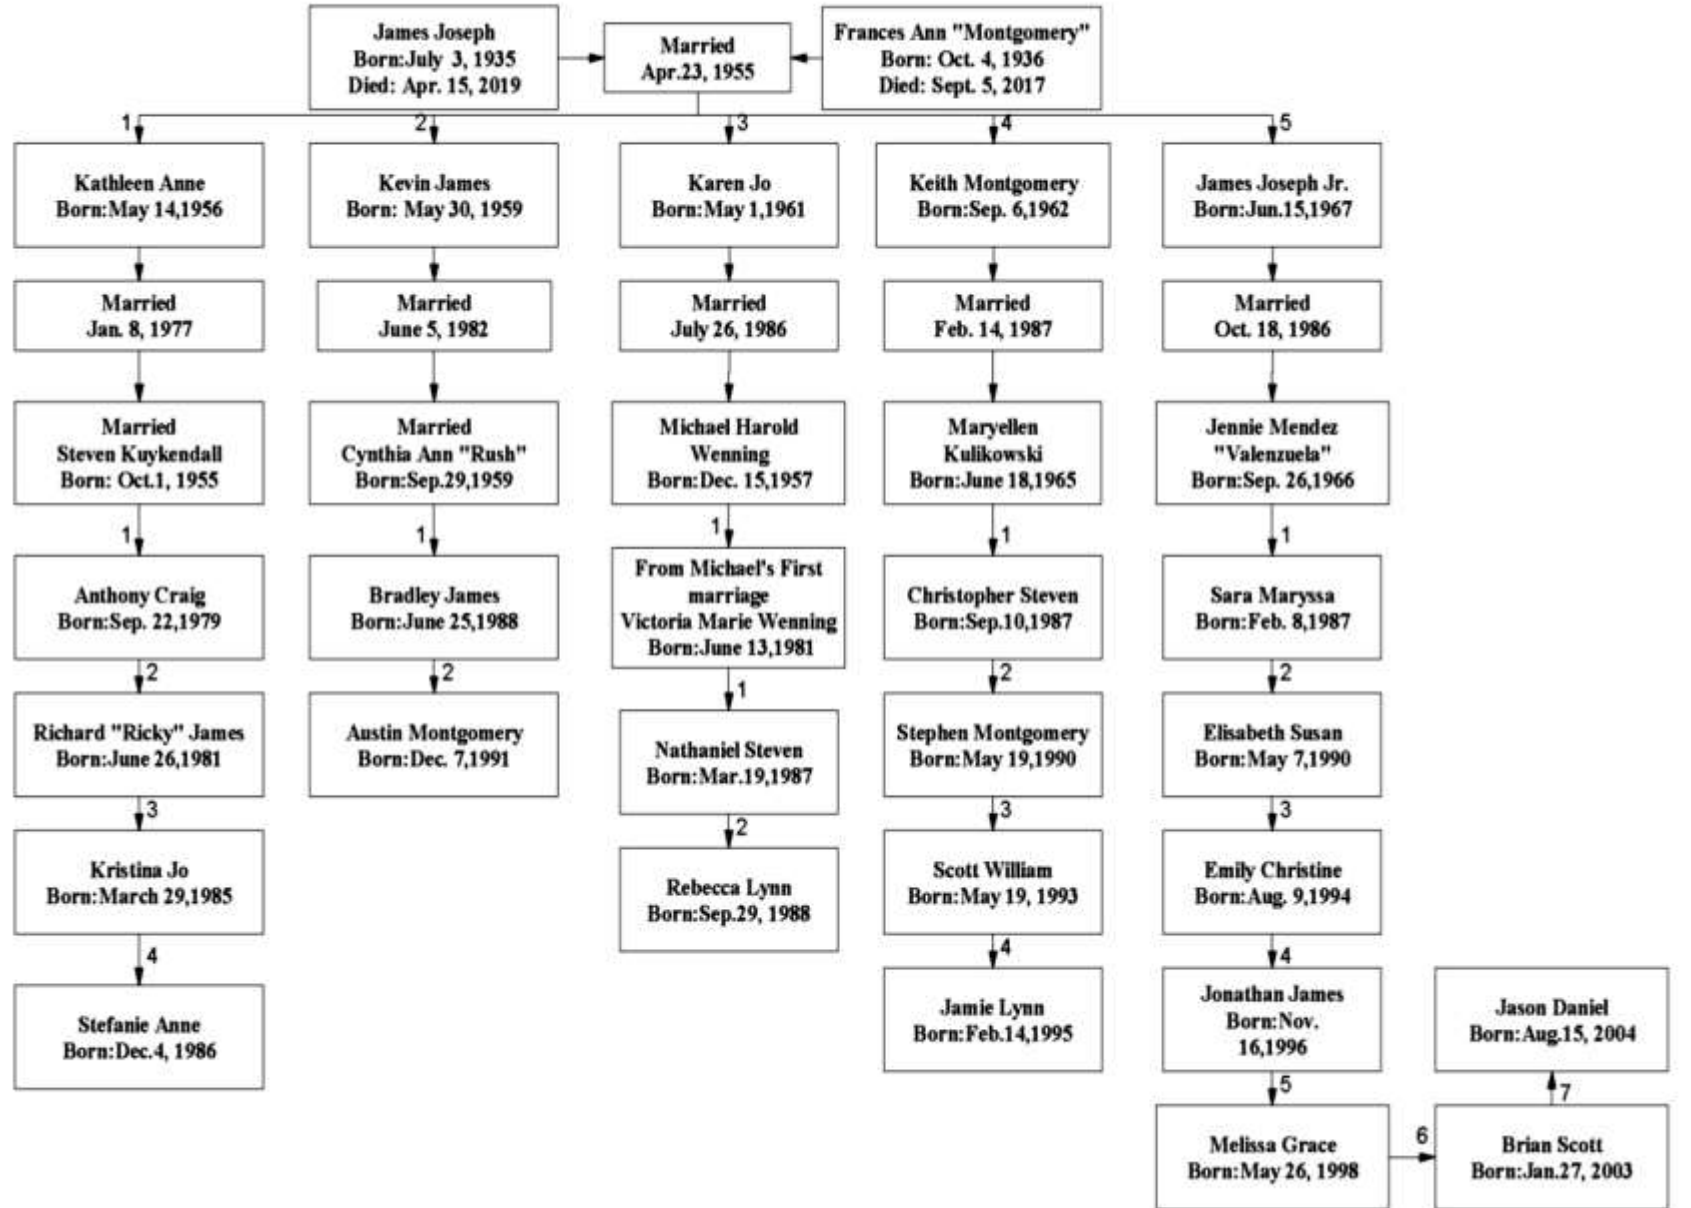 James Joseph
Born:July 3, 1935
Died: Apr. 15, 2019
Married
Apr.23, 1955
Frances Ann "Montgomery"
Born: Oct. 4, 1936
Died: Sept. 5, 2017
1
2
3
4
5
Kathleen Anne
Born:May 14,1956
Kevin James
Born: May 30, 1959
Karen Jo
Born:May 1,1961
Keith Montgomery
Born:Sep. 6,1962
James Joseph Jr.
Born:Jun.15,1967
Married
Jan. 8, 1977
Married
June 5, 1982
Married
July 26, 1986
Married
Feb. 14, 1987
Married
Oct. 18, 1986
Married
Steven Kuykendall
Born: Oct.1, 1955
Married
Cynthia Ann "Rush"
Born:Sep.29,1959
Michael Harold
Wenning
Born:Dec. 15,1957
Maryellen
Kulikowski
Born:June 18,1965
Jennie Mendez
"Valenzuela"
Born:Sep. 26,1966
1
1
1
1
1
Anthony Craig
Born:Sep. 22,1979
Bradley James
Born:June 25,1988
From Michael's First
marriage
Victoria Marie Wenning
Born:June 13,1981
Christopher Steven
Born:Sep.10,1987
Sara Maryssa
Born:Feb. 8,1987
2
2
1
2
2
Richard "Ricky" James
Born:June 26,1981
Austin Montgomery
Born:Dec. 7,1991
Nathaniel Steven
Born:Mar.19,1987
Stephen Montgomery
Born:May 19,1990
Elisabeth Susan
Born:May 7,1990
3
2
3
3
Kristina Jo
Born:March 29,1985
Rebecca Lynn
Born:Sep.29, 1988
Scott William
Born:May 19, 1993
Emily Christine
Born:Aug. 9,1994
4
4
4
Stefanie Anne
Born:Dec.4, 1986
Jamie Lynn
Born:Feb.14,1995
Jonathan James
Born:Nov.
16,1996
Jason Daniel
Born:Aug.15, 2004
5
7
Melissa Grace
Born:May 26, 1998
6
Brian Scott
Born:Jan.27, 2003